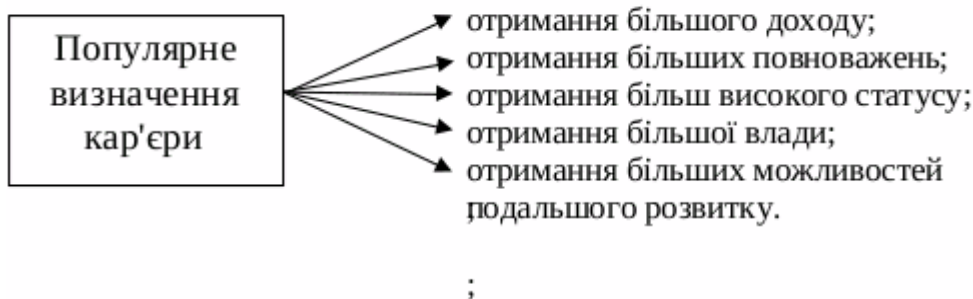 Популярне
визначення
кар'єри
отримання більшого доходу;
отримання більших повноважень;
отримання більш високого статусу;
отримання більшої влади;
отримання більших можливостей
;
подальшого розвитку.
;